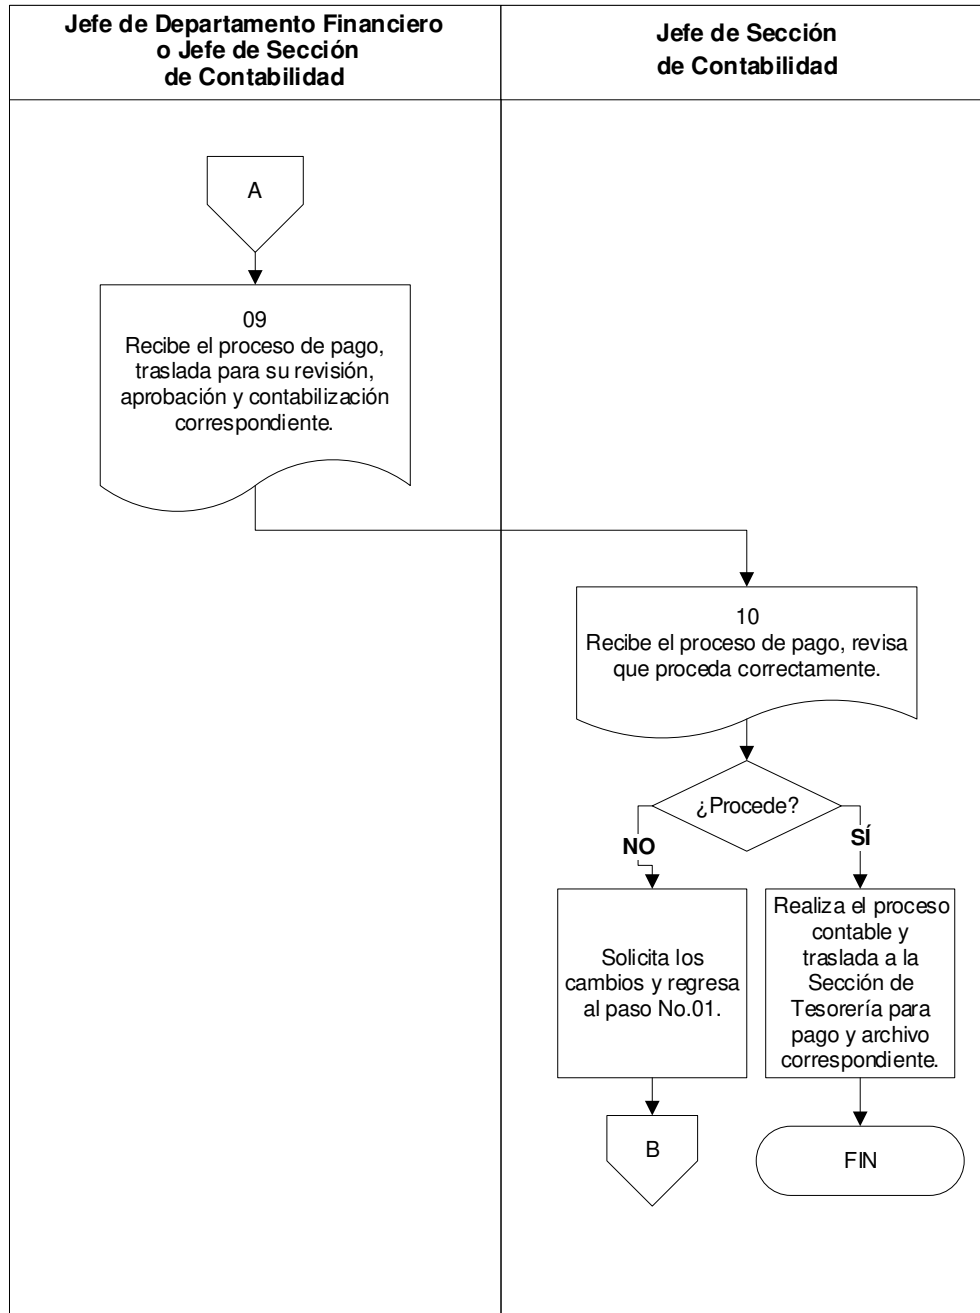 Jefe de Departamento Financiero
o Jefe de Sección
de Contabilidad
Jefe de Sección
de Contabilidad
A
09
Recibe el proceso de pago,
traslada para su revisión,
aprobación y contabilización
correspondiente.
10
Recibe el proceso de pago, revisa
que proceda correctamente.
¿Procede?
NO
SÍ
Solicita los
cambios y regresa
al paso No.01.
Realiza el proceso
contable y
traslada a la
Sección de
Tesorería para
pago y archivo
correspondiente.
B
FIN